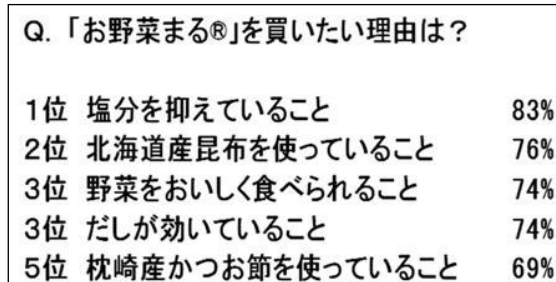 Q. 「お野菜まる®」を買いたい理由は？
1位 塩分を抑えていること 83%
2位 北海道産昆布を使っていること 76%
3位 野菜をおいしく食べられること 74%
3位 だしが効いていること 74%
5位 枕崎産かつお節を使っていること 69%